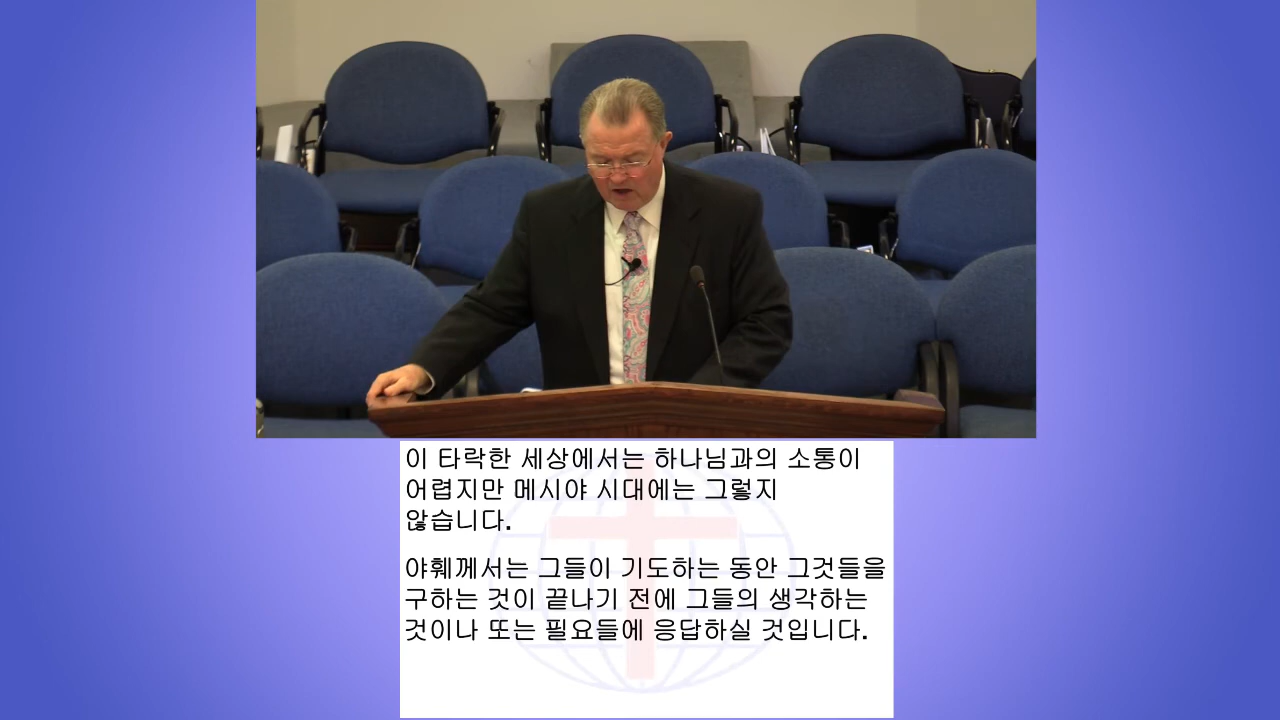 이 타락한 세상에서는 하나님과의 소통이
어렵지만 메시야 시대에는 그렇지
않습니다.
야훼께서는 그들이 기도하는 동안 그것들을
구하는 것이 끝나기 전에 그들의 생각하는
것이나 또는 필요들에 응답하실 것입니다.